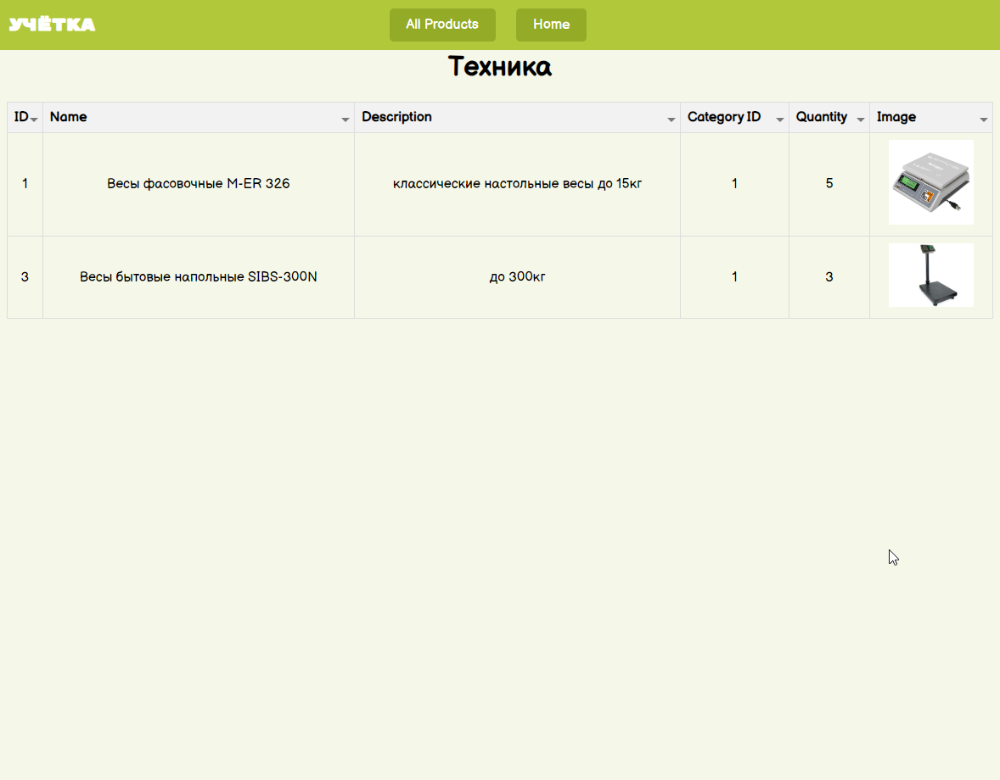 УЧЁТКА
All Products Home
Техника
ID Name Description Category ID Quantity Image
1 Весы фасовочные M-ER 326 классические настольные весы до 15кг 1 5
3 Весы бытовые напольные SIBS-300N до 300кг 1 3